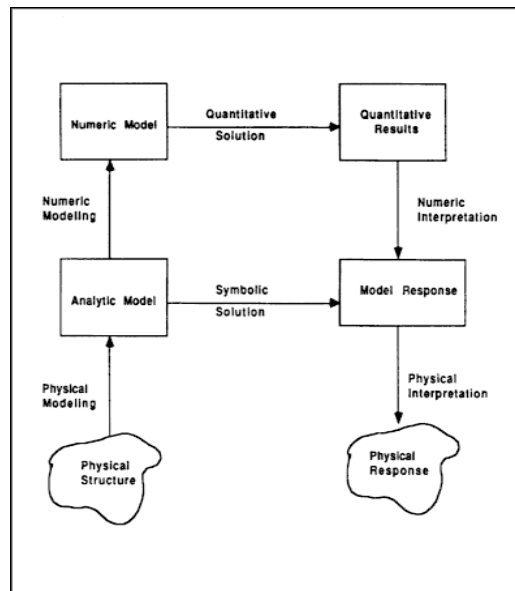 Numeric Model
Quantitative
Solution
Quantitative
Results
Numeric
Modeling
Numeric
Interpretation
Analytic Model
Symbolic
Solution
Model Response
Physical
Modeling
Physical
Interpretation
Physical
Structure
Physical
Response